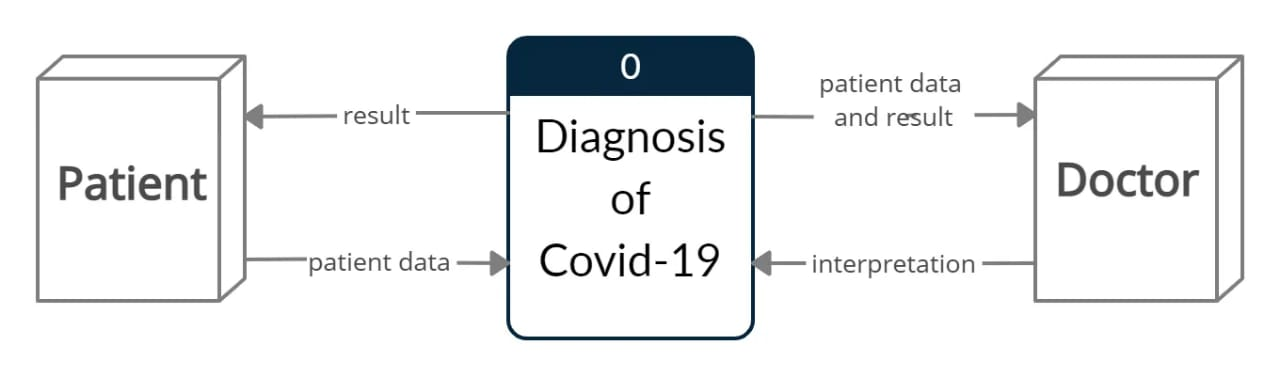 0
Diagnosis
of
Covid-19
Patient
result
patient data
patient data
and result
interpretation
Doctor